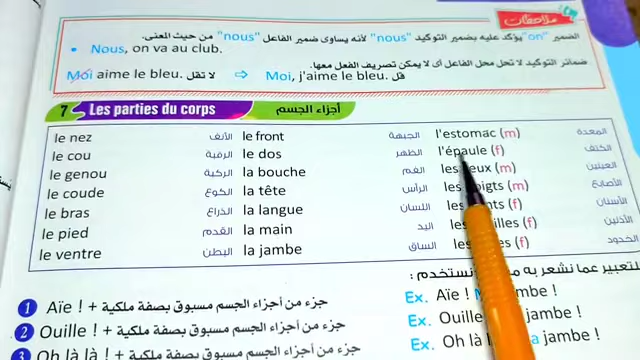 ملاحظات
الضمير "on" يؤكد عليه بضمير التوكيد "nous" لأنه يساوى ضمير الفاعل "nous" من حيث المعنى.
• Nous, on va au club.
ضمائر التوكيد لا تحل محل الفاعل أى لا يمكن تصريف الفعل معها.
قل Moi, j'aime le bleu. ⇨ لا تقل Moi aime le bleu.
7 Les parties du corps أجزاء الجسم
le nez الأنف le front الجبهة l'estomac (m) المعدة
le cou الرقبة le dos الظهر l'épaule (f) الكتف
le genou الركبة la bouche الفم les yeux (m) العينين
le coude الكوع la tête الرأس les doigts (m) الأصابع
le bras الذراع la langue اللسان (f) الأسنان
le pied القدم la main اليد (f) الأذنين
le ventre البطن la jambe الساق (f) الخدود
للتعبير عما نشعر به نستخدم :
1 Aïe ! + جزء من أجزاء الجسم مسبوق بصفة ملكية Ex. Aïe !
2 Ouille ! + جزء من أجزاء الجسم مسبوق بصفة ملكية Ex.
3 Oh là là ! + جزء من أجزاء الجسم مسبوق بصفة ملكية Ex. Oh là jambe !